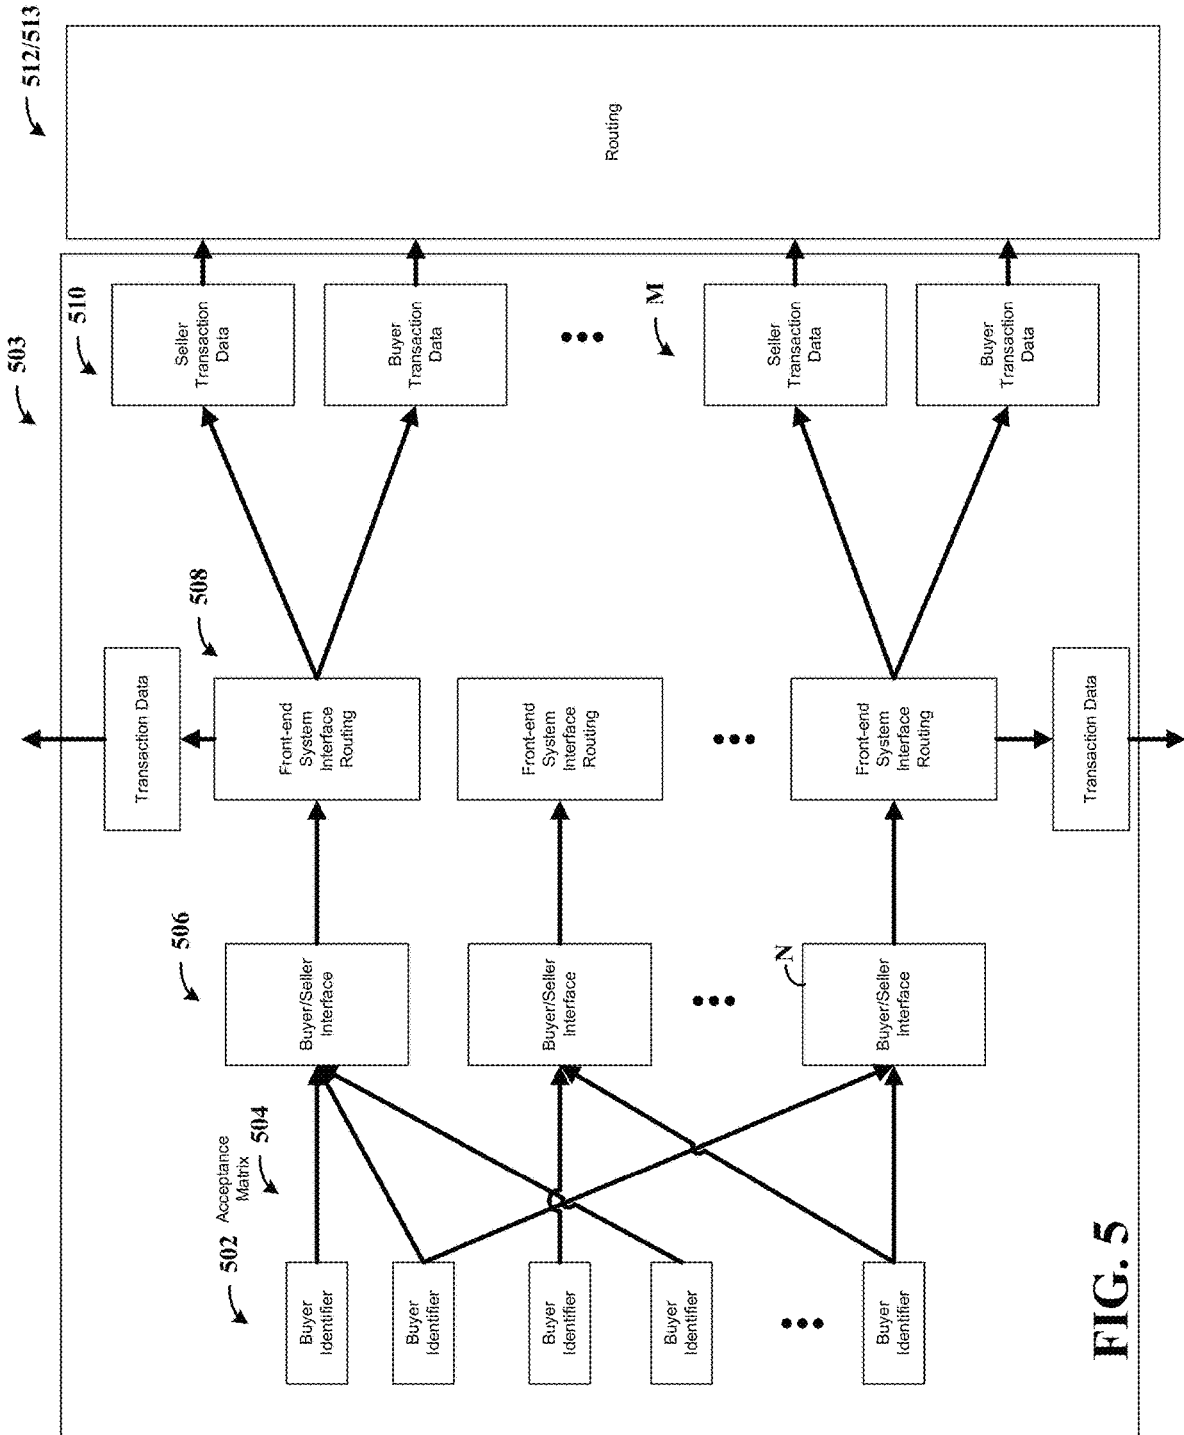 503
512/513
502
Acceptance
Matrix
504
506
508
510
Buyer
Identifier
Buyer
Identifier
Buyer
Identifier
Buyer
Identifier
Buyer
Identifier
Buyer/Seller
Interface
Buyer/Seller
Interface
N
Buyer/Seller
Interface
Transaction Data
Front-end
System
Interface
Routing
Front-end
System
Interface
Routing
Front-end
System
Interface
Routing
Transaction Data
Seller
Transaction
Data
Buyer
Transaction
Data
M
Seller
Transaction
Data
Buyer
Transaction
Data
Routing
FIG. 5